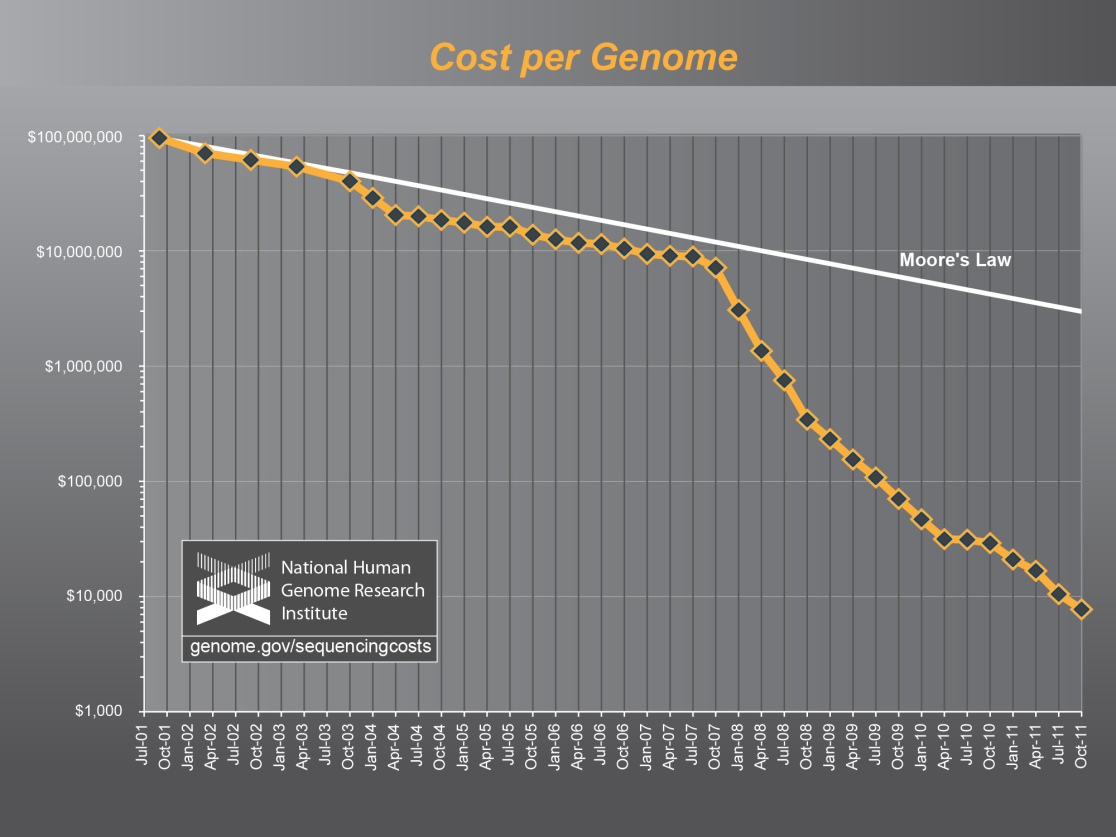 Cost per Genome
$100,000,000
$10,000,000
$1,000,000
$100,000
$10,000
$1,000
Moore's Law
National Human
Genome Research
Institute
genome.gov/sequencingcosts
Jul-01
Oct-01
Jan-02
Apr-02
Jul-02
Oct-02
Jan-03
Apr-03
Jul-03
Oct-03
Jan-04
Apr-04
Jul-04
Oct-04
Jan-05
Apr-05
Jul-05
Oct-05
Jan-06
Apr-06
Jul-06
Oct-06
Jan-07
Apr-07
Jul-07
Oct-07
Jan-08
Apr-08
Jul-08
Oct-08
Jan-09
Apr-09
Jul-09
Oct-09
Jan-10
Apr-10
Jul-10
Oct-10
Jan-11
Apr-11
Jul-11
Oct-11